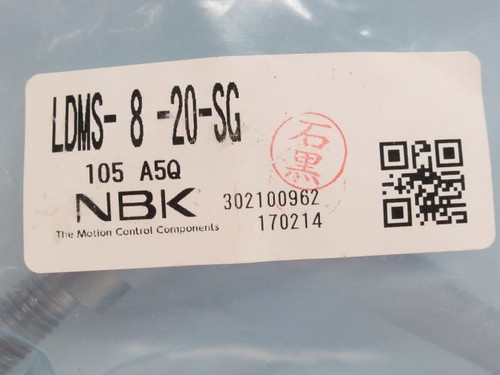 LDMS- 8 -20-SG
105 A5Q
NBK
The Motion Control Components
302100962
170214
石黒